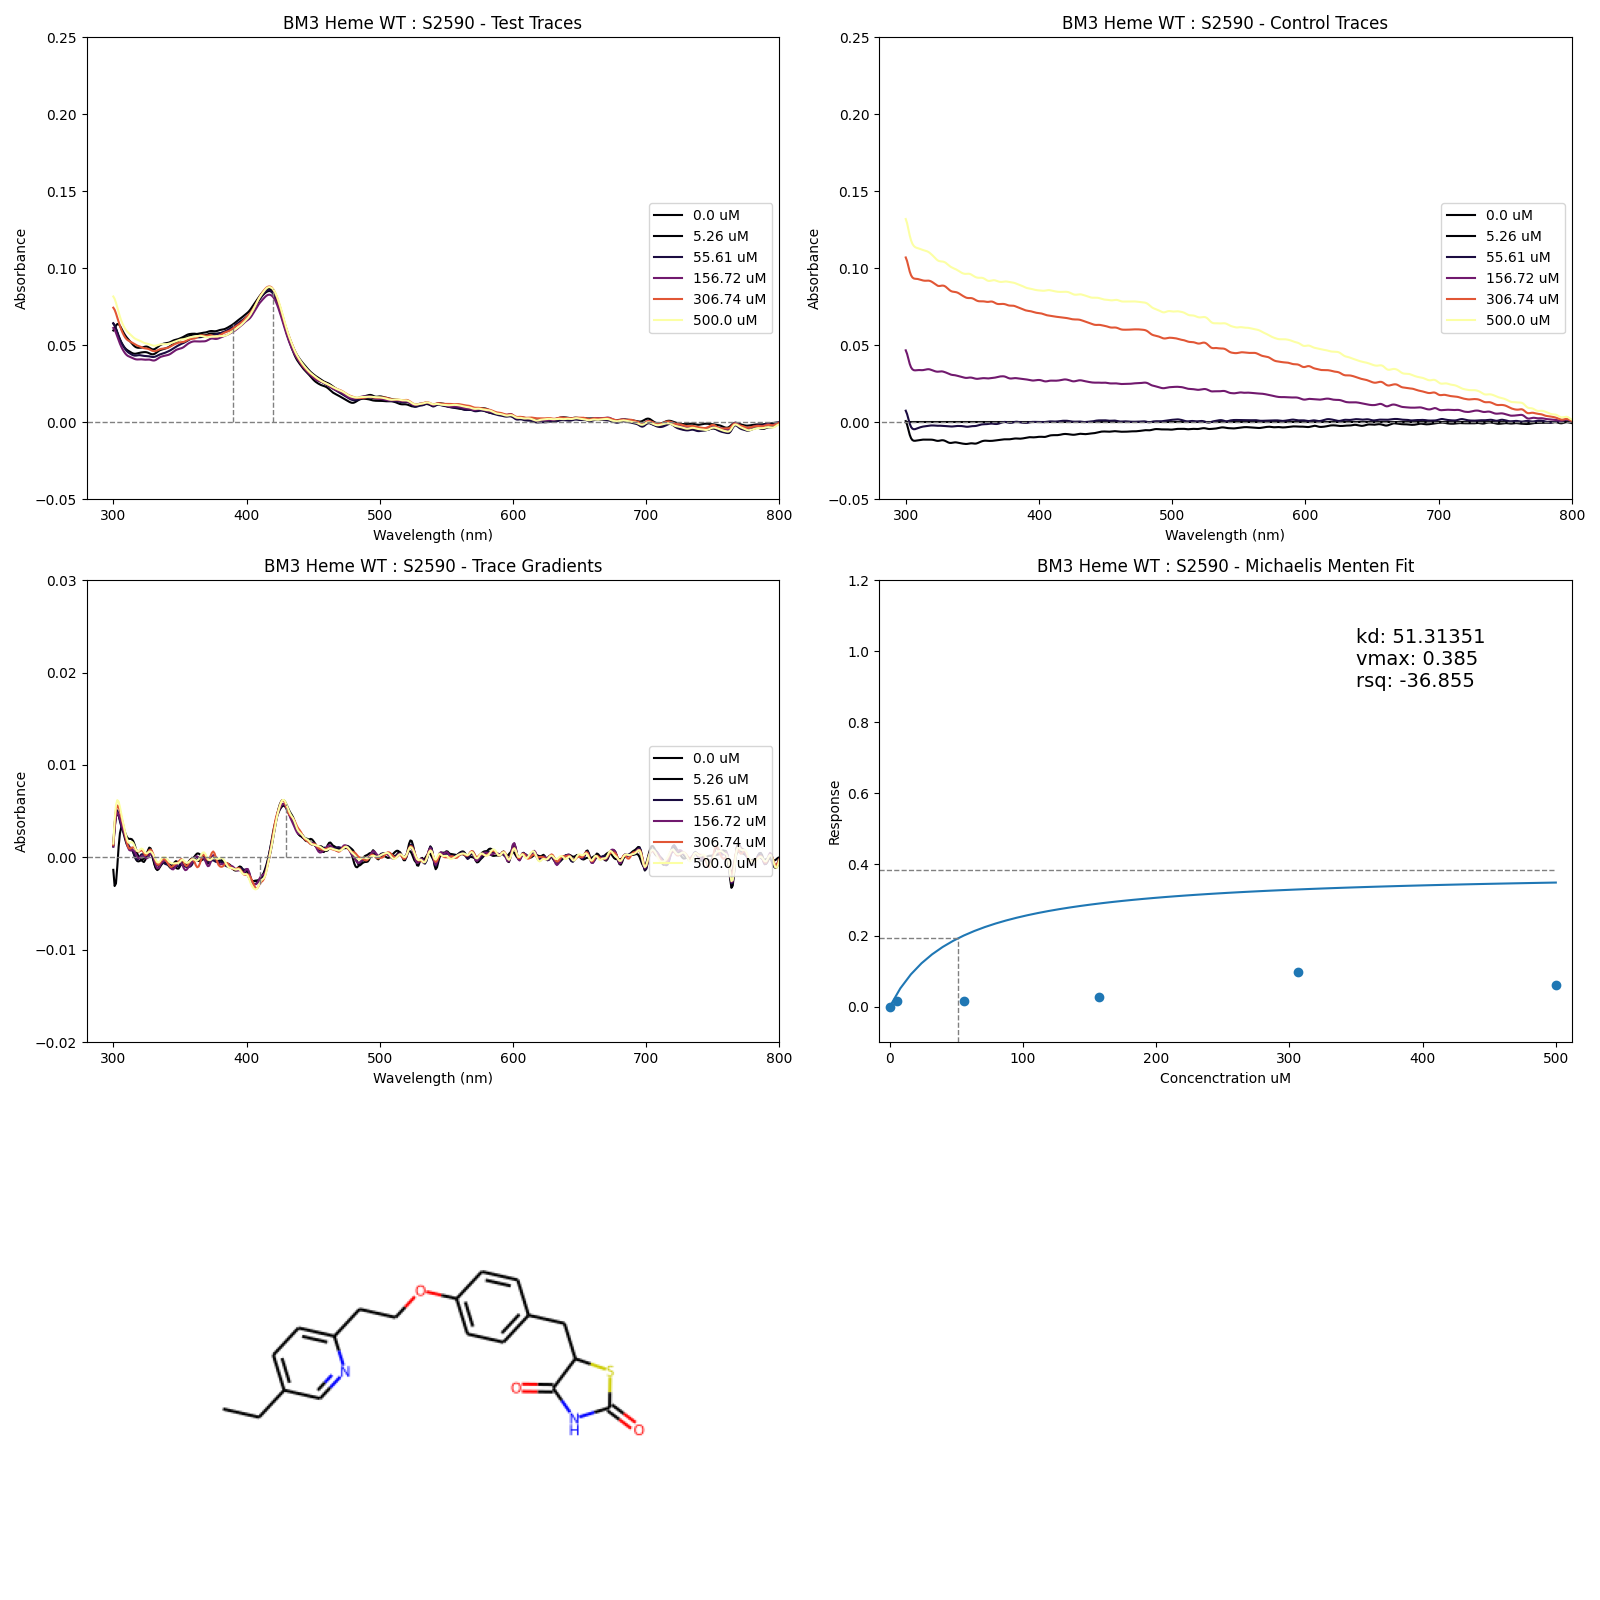 BM3 Heme WT : S2590 - Test Traces
Absorbance
0.25
0.20
0.15
0.10
0.05
0.00
−0.05
300 400 500 600 700 800
Wavelength (nm)
0.0 uM
5.26 uM
55.61 uM
156.72 uM
306.74 uM
500.0 uM
BM3 Heme WT : S2590 - Control Traces
Absorbance
0.25
0.20
0.15
0.10
0.05
0.00
−0.05
300 400 500 600 700 800
Wavelength (nm)
0.0 uM
5.26 uM
55.61 uM
156.72 uM
306.74 uM
500.0 uM
BM3 Heme WT : S2590 - Trace Gradients
Absorbance
0.03
0.02
0.01
0.00
−0.01
−0.02
300 400 500 600 700 800
Wavelength (nm)
0.0 uM
5.26 uM
55.61 uM
156.72 uM
306.74 uM
500.0 uM
BM3 Heme WT : S2590 - Michaelis Menten Fit
Response
1.2
1.0
0.8
0.6
0.4
0.2
0.0
0 100 200 300 400 500
Concenctration uM
kd: 51.31351
vmax: 0.385
rsq: -36.855
O
N
S
O
N
H
O